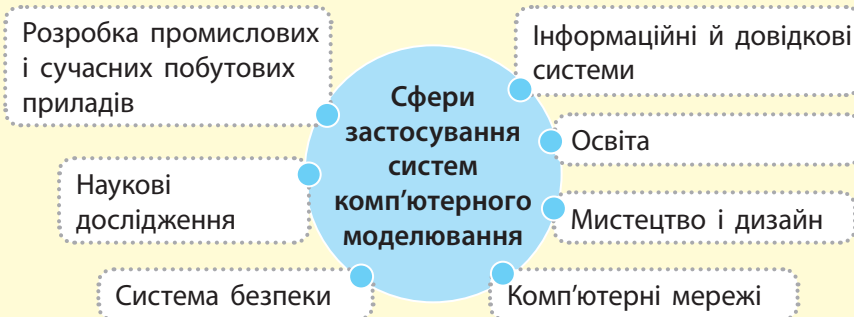 Розробка промислових
і сучасних побутових
приладів
Наукові
дослідження
Система безпеки
Сфери
застосування
систем
комп'ютерного
моделювання
Інформаційні й довідкові
системи
Освіта
Мистецтво і дизайн
Комп'ютерні мережі